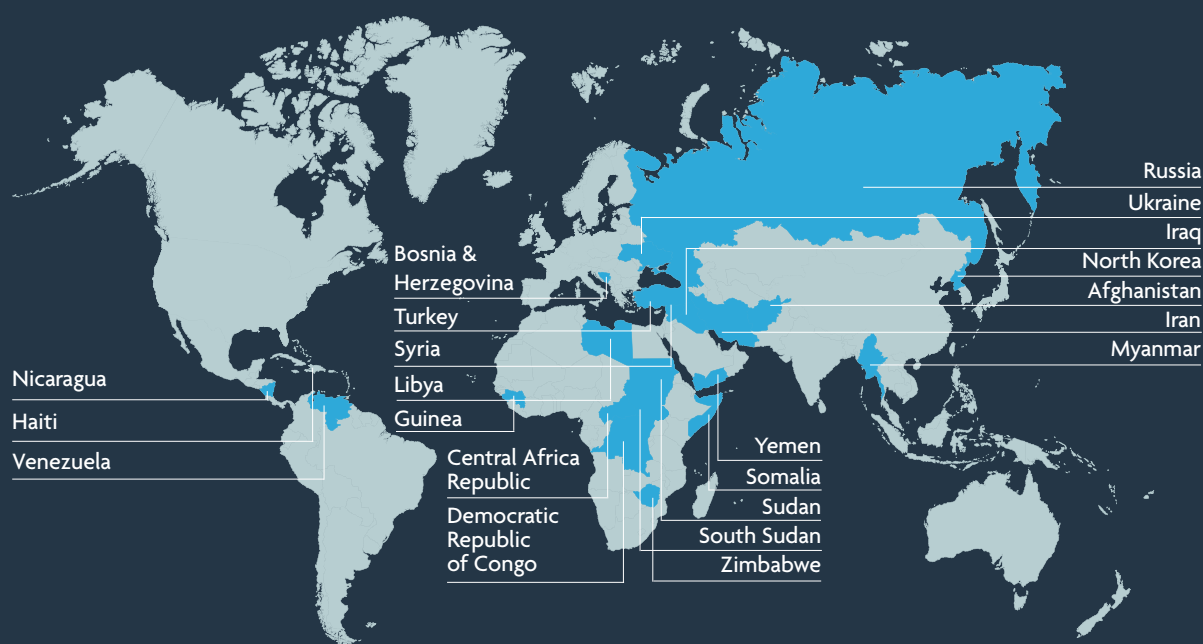 Nicaragua
Haiti
Venezuela
Bosnia &
Herzegovina
Turkey
Syria
Libya
Guinea
Central Africa
Republic
Democratic
Republic
of Congo
Yemen
Somalia
Sudan
South Sudan
Zimbabwe
Russia
Ukraine
Iraq
North Korea
Afghanistan
Iran
Myanmar